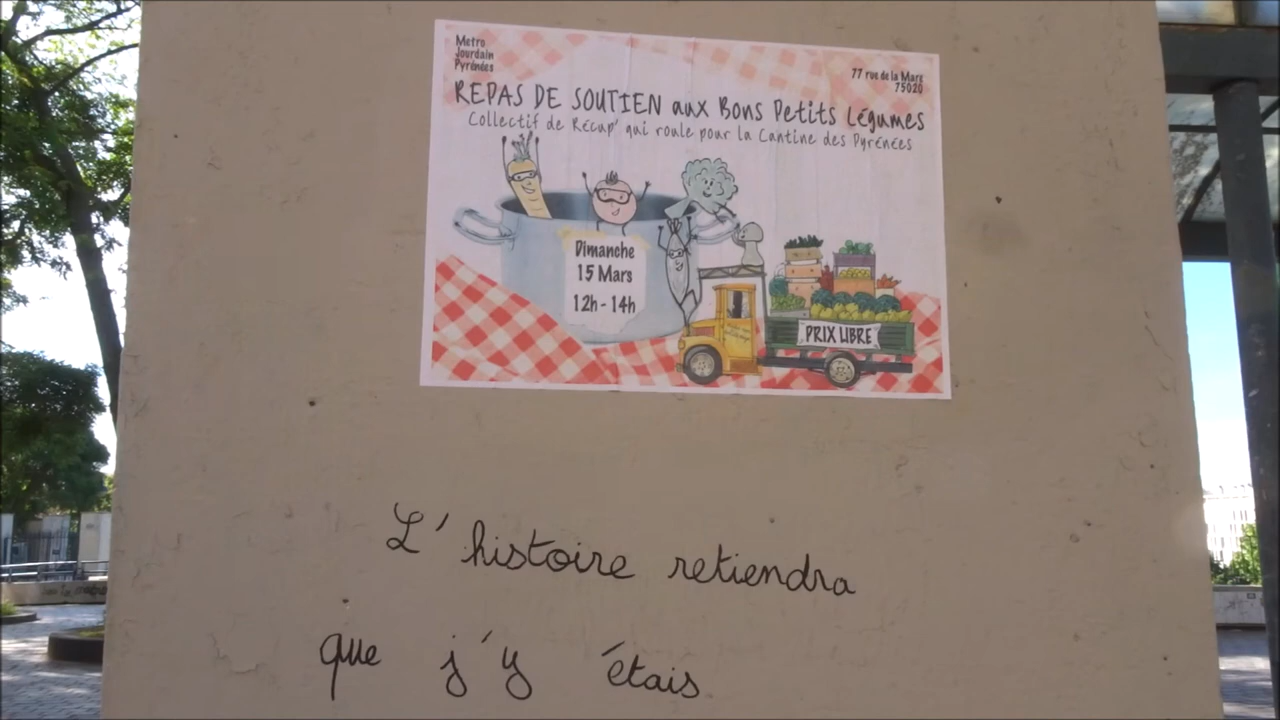 Metro
Jourdain
Pyrénées
77 rue de la Mare
75020
REPAS DE SOUTIEN aux Bons Petits Légumes
Collectif de Récup' qui roule pour la Cantine des Pyrénées
Dimanche
15 Mars
12h - 14h
PRIX LIBRE
L'histoire retiendra
que j'y étais